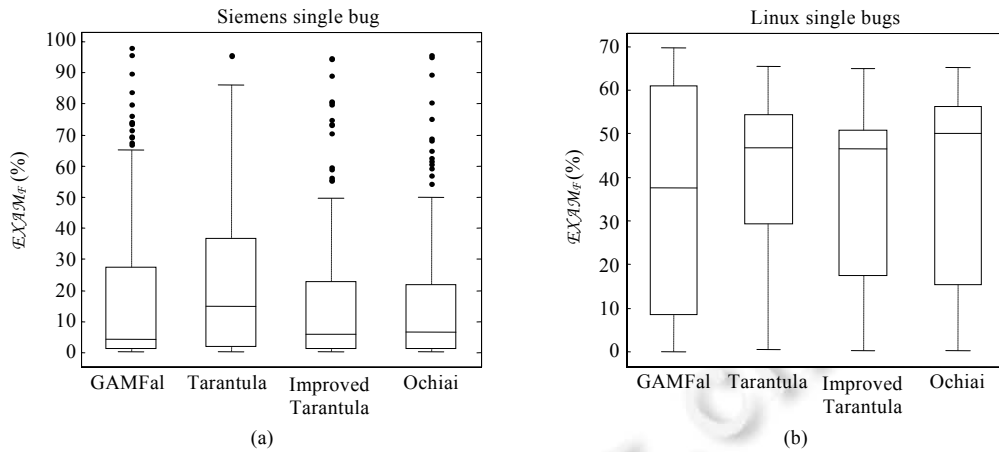 Siemens single bug
100
90
80
70
60
50
40
30
20
10
0
EXAM_F (%)
GAMFal
Tarantula
Improved
Tarantula
Ochiai
(a)
Linux single bugs
70
60
50
40
30
20
10
0
EXAM_F (%)
GAMFal
Tarantula
Improved
Tarantula
Ochiai
(b)